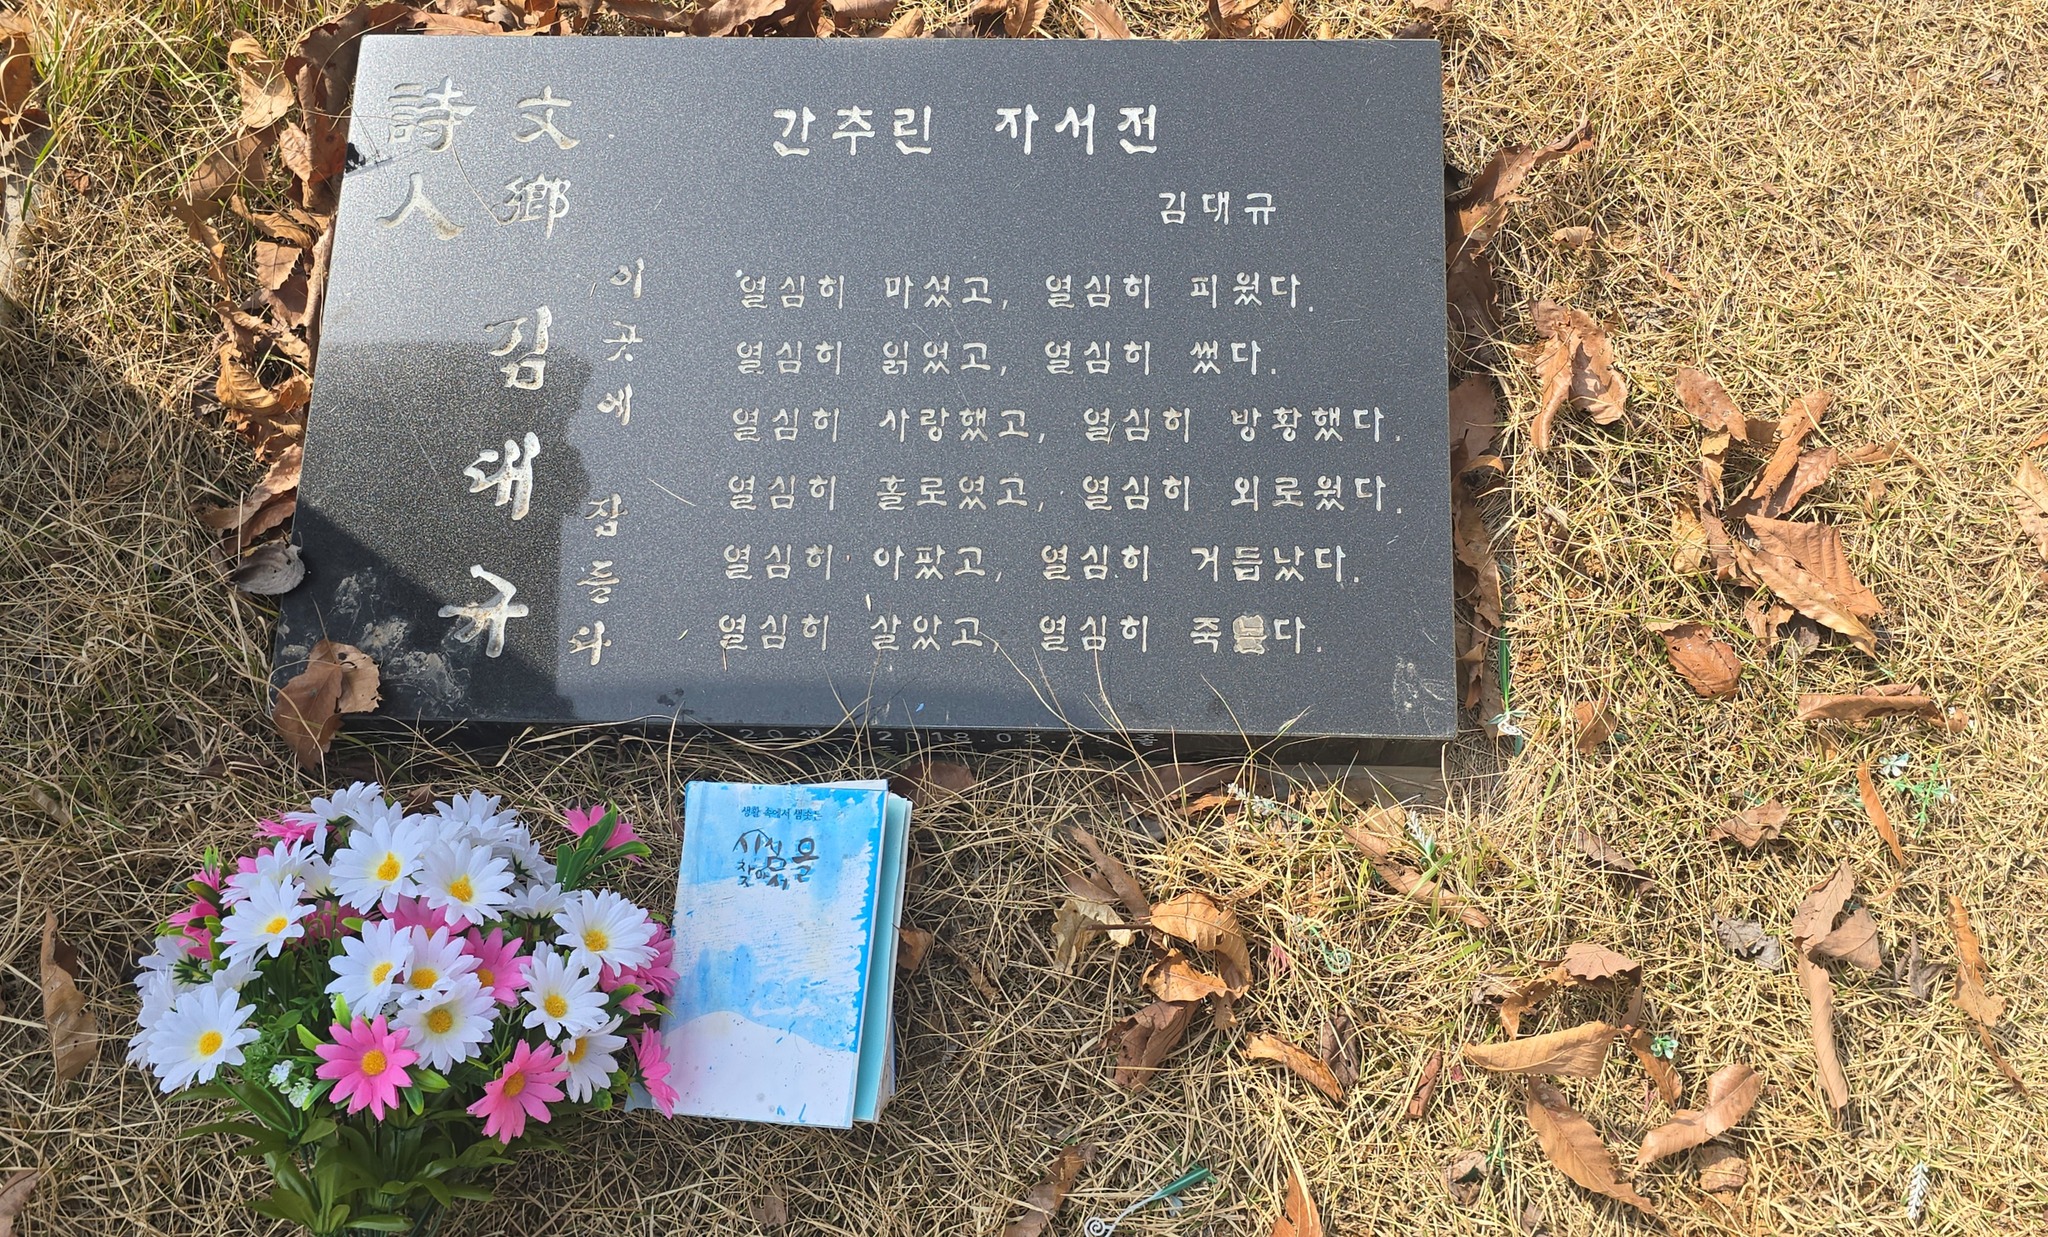 詩人
文鄕
김대규
이곳에 잠들와
간추린 자서전
김대규
열심히 마셨고, 열심히 피웠다.
열심히 읽었고, 열심히 썼다.
열심히 사랑했고, 열심히 방황했다.
열심히 흘로였고, 열심히 외로웠다.
열심히 아팠고, 열심히 거듭났다.
열심히 살았고, 열심히 죽는다.
생활 속에서 샘솟는
시심을
찾아서